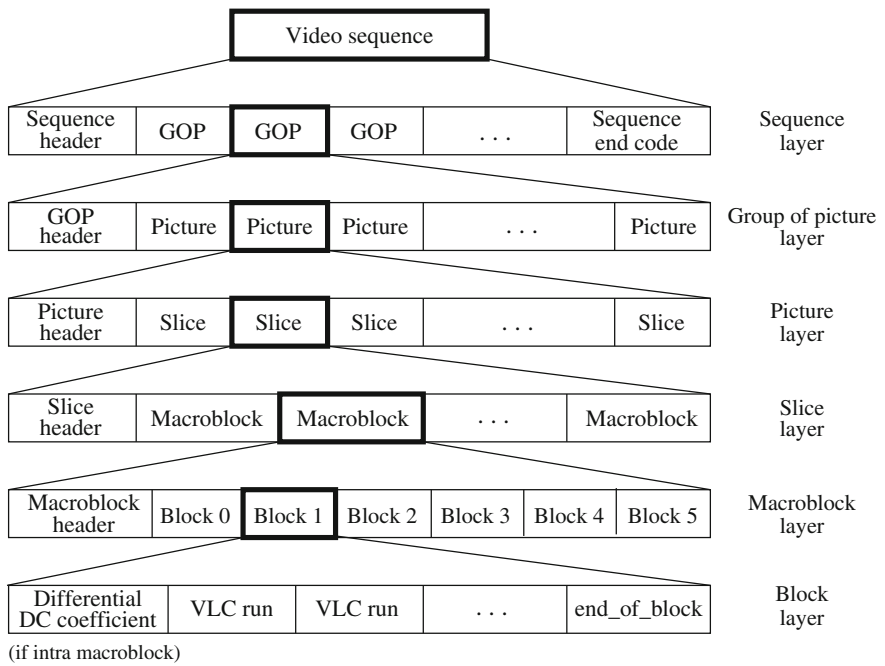 Video sequence
Sequence header GOP GOP GOP . . . Sequence end code Sequence layer
GOP header Picture Picture Picture . . . Picture Group of picture layer
Picture header Slice Slice Slice . . . Slice Picture layer
Slice header Macroblock Macroblock . . . Macroblock Slice layer
Macroblock header Block 0 Block 1 Block 2 Block 3 Block 4 Block 5 Macroblock layer
Differential DC coefficient VLC run VLC run . . . end_of_block Block layer
(if intra macroblock)